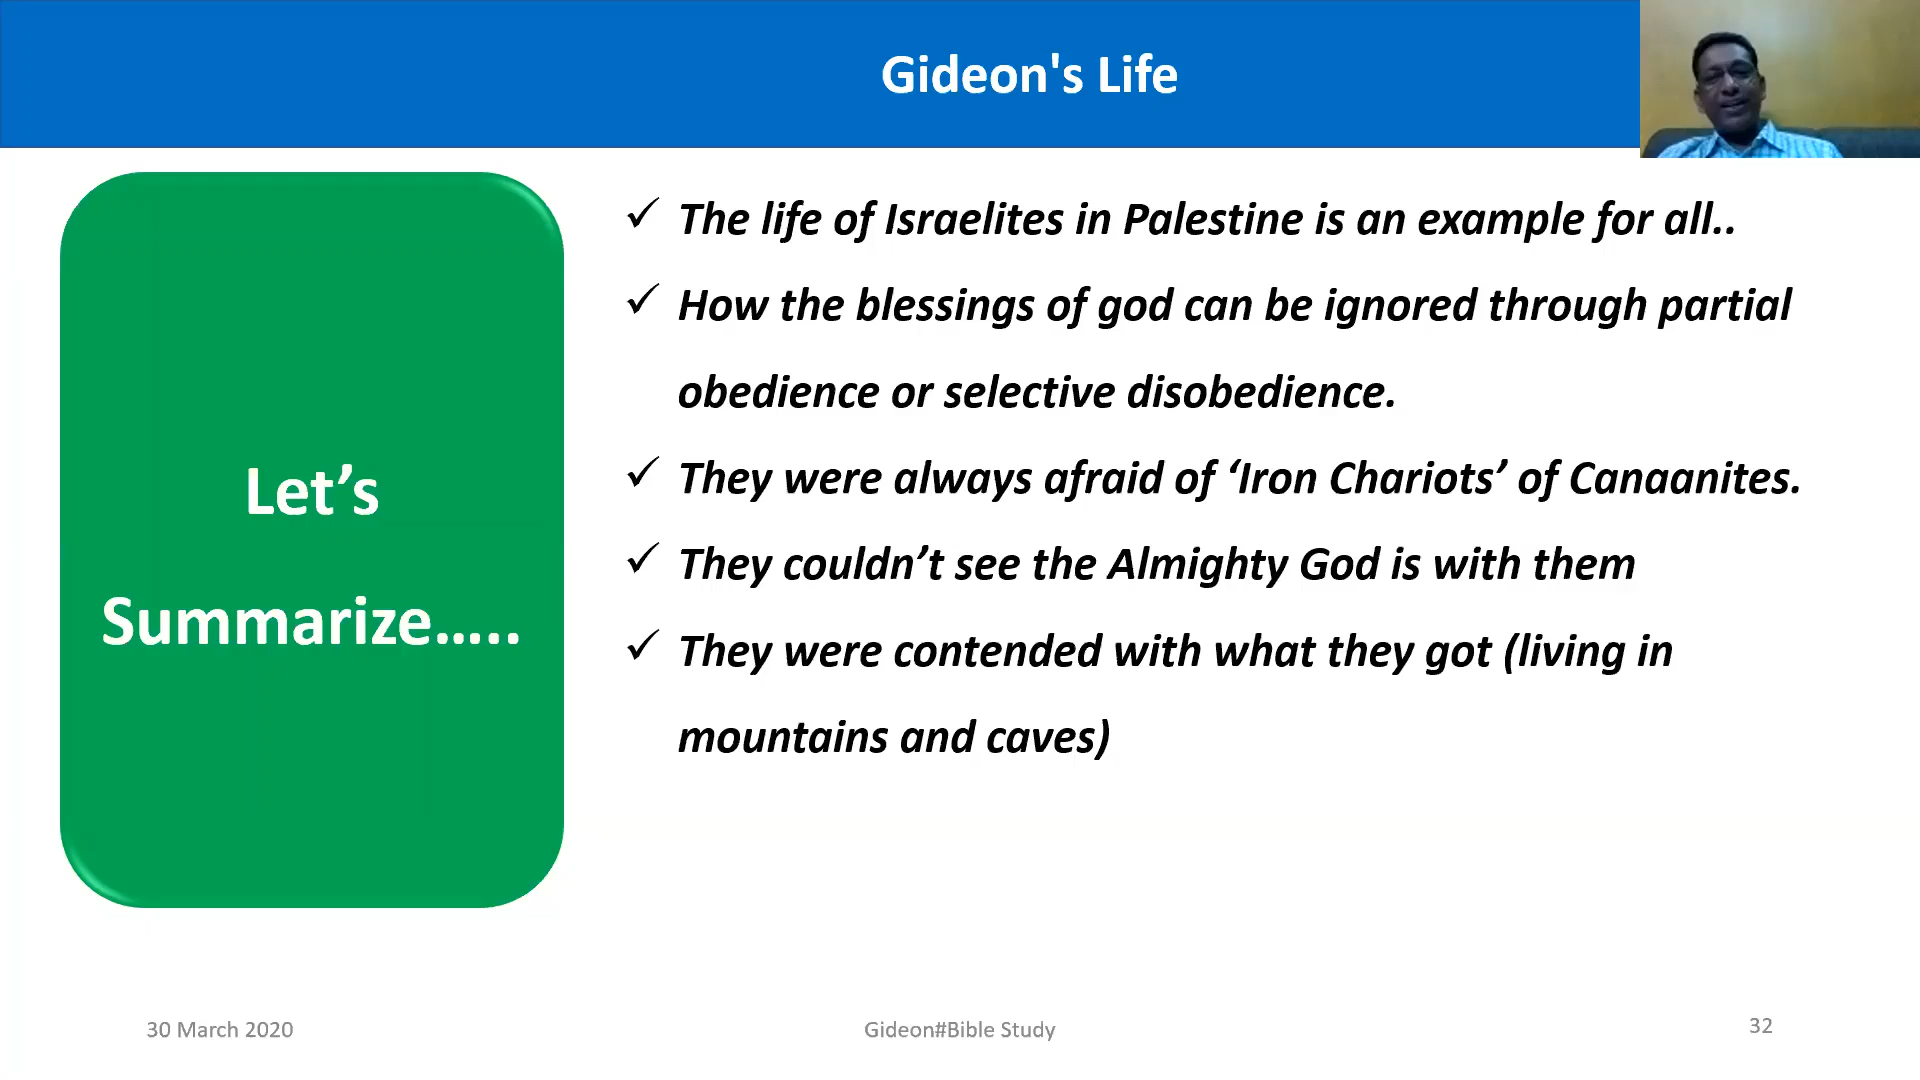 Gideon's Life
Let’s
Summarize…..
✓ The life of Israelites in Palestine is an example for all..
✓ How the blessings of god can be ignored through partial
obedience or selective disobedience.
✓ They were always afraid of ‘Iron Chariots’ of Canaanites.
✓ They couldn’t see the Almighty God is with them
✓ They were contended with what they got (living in
mountains and caves)
30 March 2020
Gideon#Bible Study
32